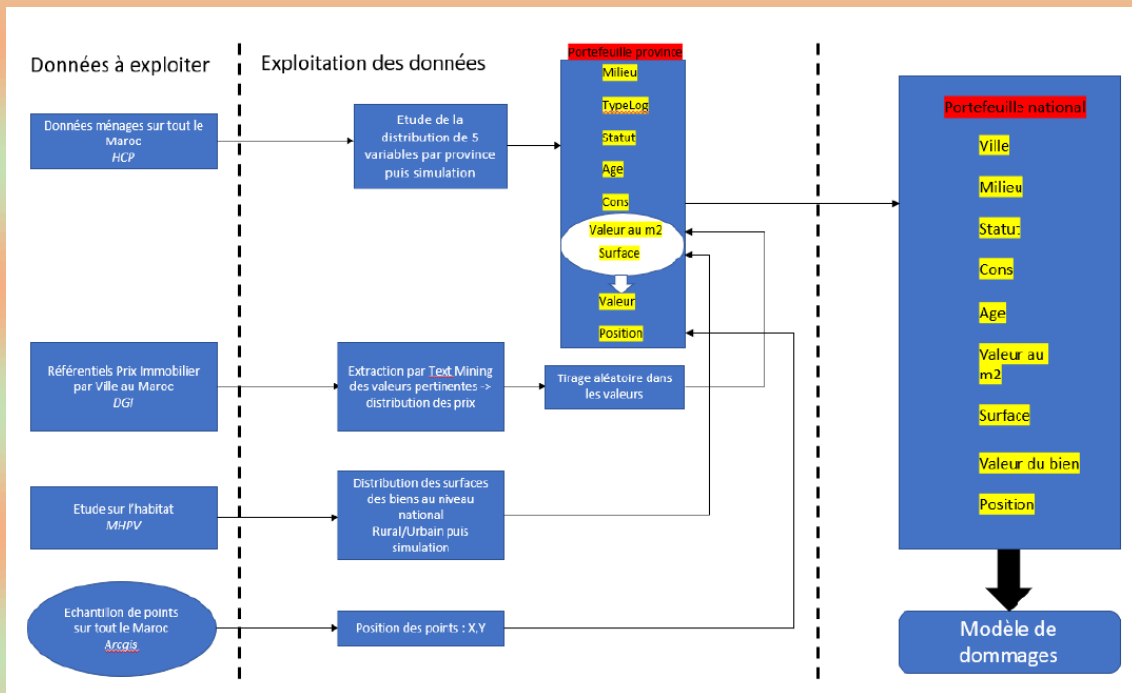 Données à exploiter
Exploitation des données
Données ménages sur tout le
Maroc
HCP
Etude de la
distribution de 5
variables par province
puis simulation
Portefeuille province
Milieu
TypeLog
Statut
Age
Cons
Valeur au m2
Surface
Valeur
Position
Référentiels Prix Immobilier
par Ville au Maroc
DGI
Extraction par Text Mining
des valeurs pertinentes ->
distribution des prix
Tirage aléatoire dans
les valeurs
Etude sur l'habitat
MHPV
Distribution des surfaces
des biens au niveau
national
Rural/Urbain puis
simulation
Echantillon de points
sur tout le Maroc
Arcgis
Position des points : X,Y
Portefeuille national
Ville
Milieu
Statut
Cons
Age
Valeur au
m2
Surface
Valeur du bien
Position
Modèle de
dommages